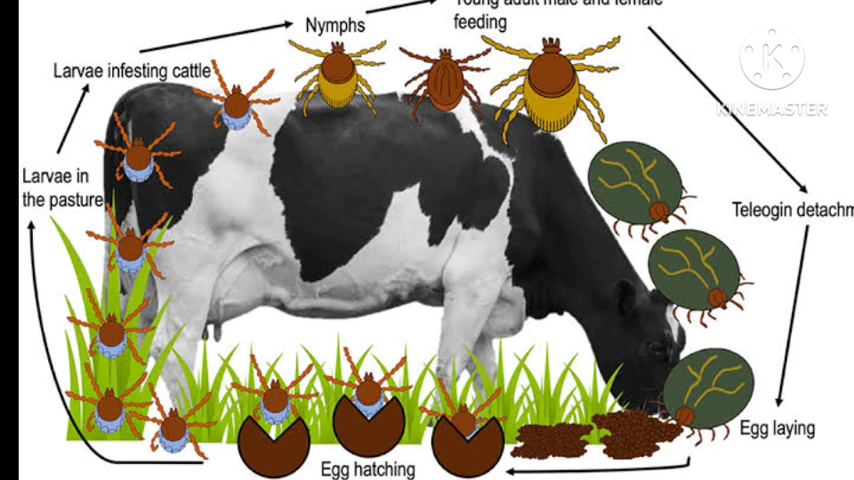 Young adult male and female
feeding
Nymphs
Larvae infesting cattle
KINEMASTER
Larvae in
the pasture
Teleogin detachm
Egg laying
Egg hatching